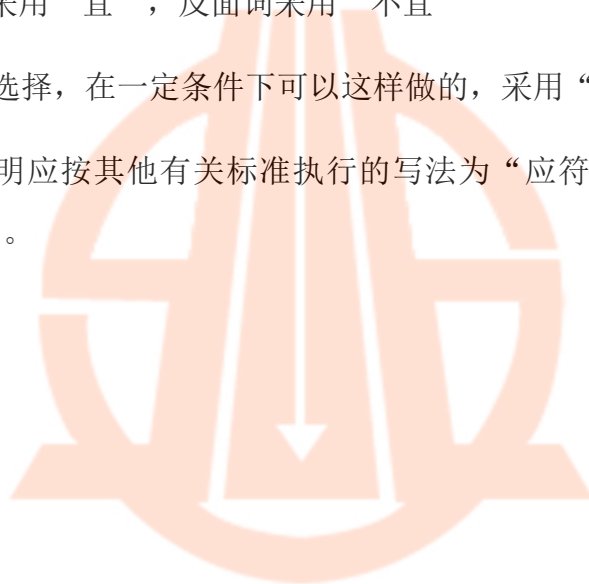 采用“宜”，反面词采用“不宜”
选择，在一定条件下可以这样做的，采用“
明应按其他有关标准执行的写法为“应符
。